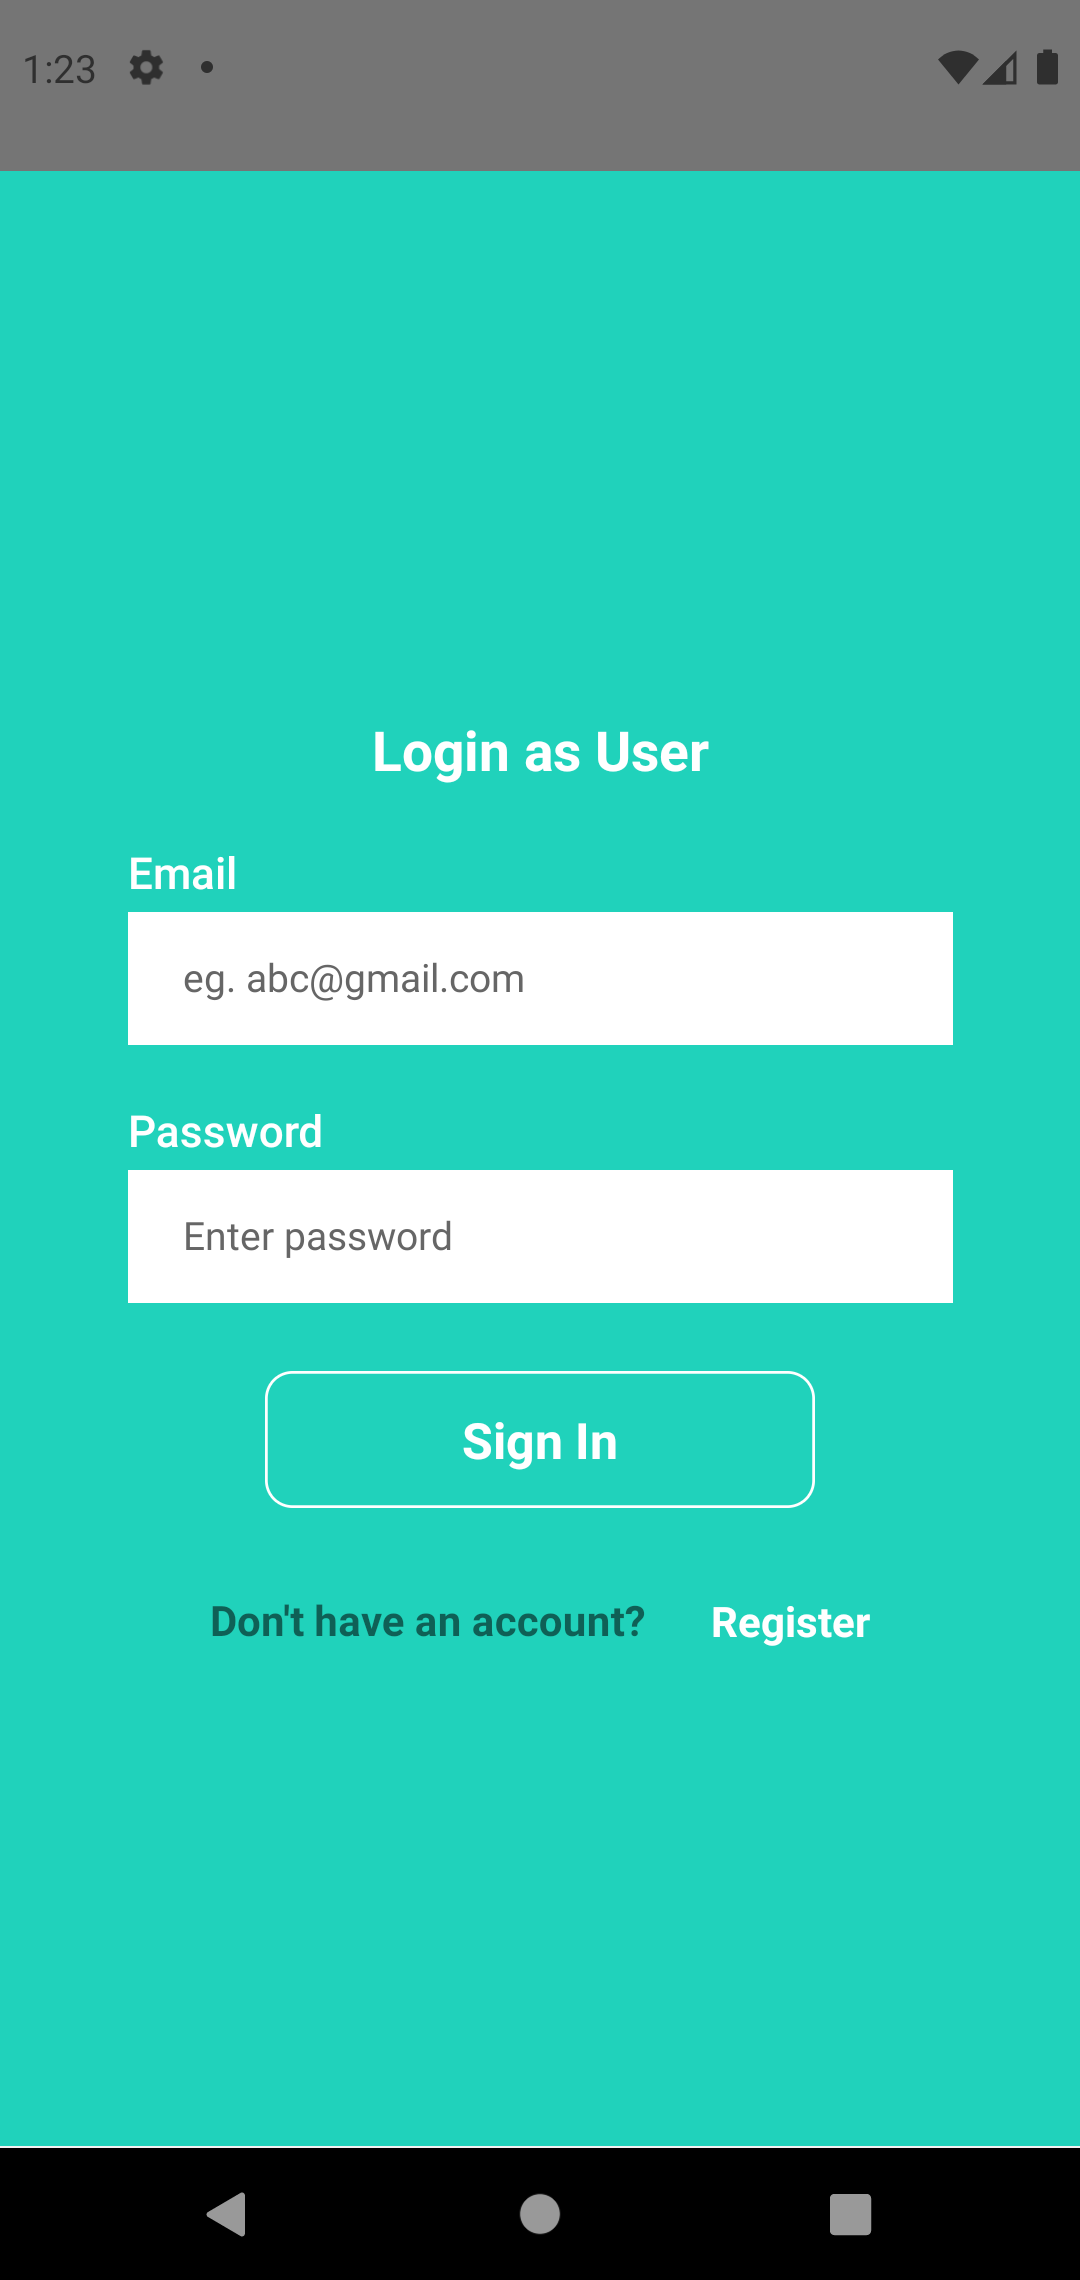 1:23
Login as User
Email
eg. abc@gmail.com
Password
Enter password
Sign In
Don't have an account? Register